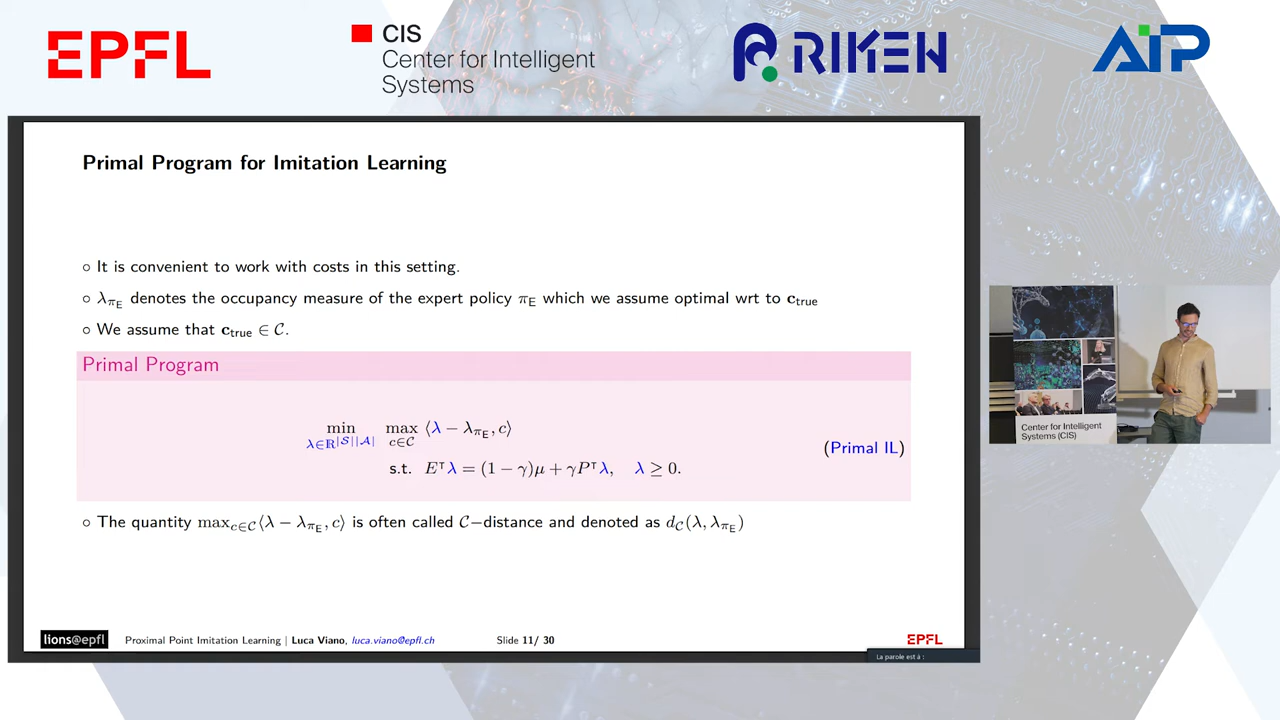 EPFL
CIS
Center for Intelligent
Systems
RIKEN
AIP
Primal Program for Imitation Learning
○ It is convenient to work with costs in this setting.
○ λ_{π_E} denotes the occupancy measure of the expert policy π_E which we assume optimal wrt to c_true
○ We assume that c_true ∈ 𝒞.
Primal Program
min_{λ∈ℝ^{|𝒮||𝒜|}} max_{c∈𝒞} ⟨λ − λ_{π_E}, c⟩
s.t. E^⊺λ = (1 − γ)μ + γP^⊺λ, λ ≥ 0.
(Primal IL)
○ The quantity max_{c∈𝒞}⟨λ − λ_{π_E}, c⟩ is often called 𝒞−distance and denoted as d_𝒞(λ, λ_{π_E})
lions@epfl
Proximal Point Imitation Learning | Luca Viano, luca.viano@epfl.ch
Slide 11/ 30
EPFL
La parole est à :
Center for Intelligent
Systems (CIS)